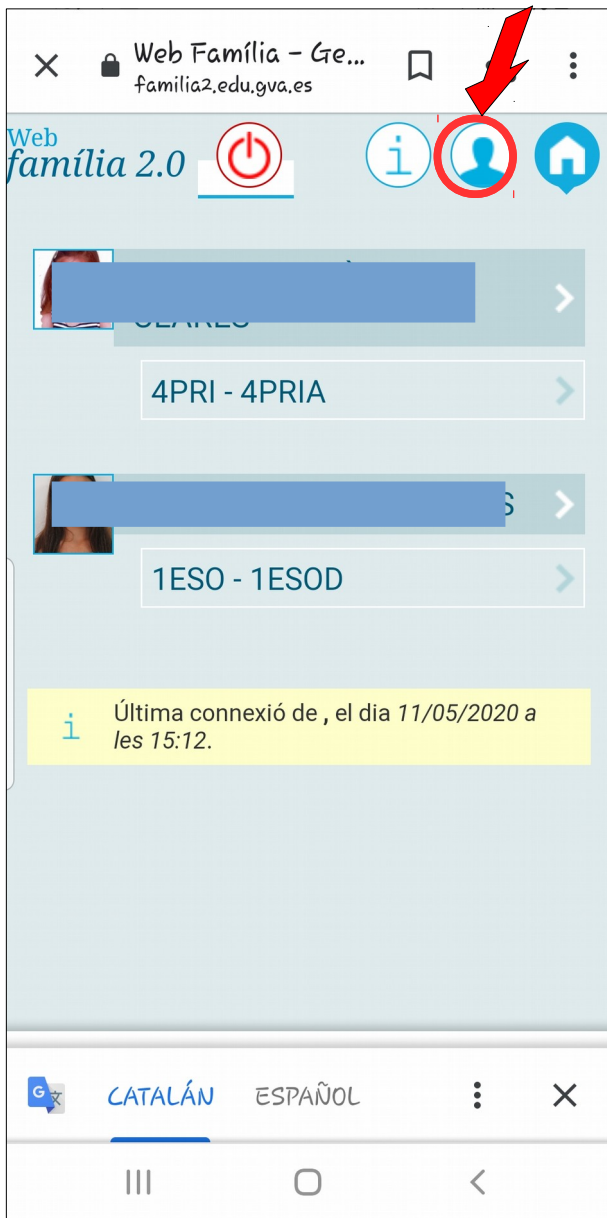 Web Família – Ge...
familia2.edu.gva.es
Web
família 2.0
i
4PRI - 4PRIA
S
1ESO - 1ESOD
i
Última connexió de , el dia 11/05/2020 a
les 15:12.
G
CATALÁN ESPAÑOL